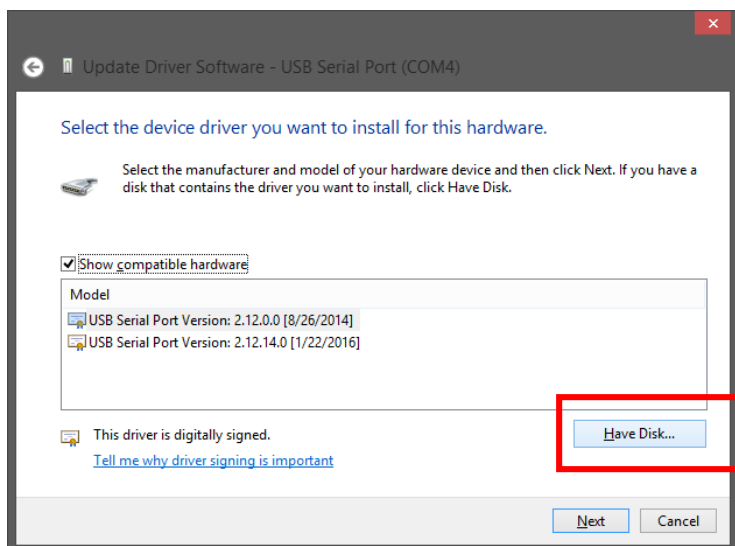 Update Driver Software - USB Serial Port (COM4)
Select the device driver you want to install for this hardware.
Select the manufacturer and model of your hardware device and then click Next. If you have a
disk that contains the driver you want to install, click Have Disk.
Show compatible hardware
Model
USB Serial Port Version: 2.12.0.0 [8/26/2014]
USB Serial Port Version: 2.12.14.0 [1/22/2016]
This driver is digitally signed.
Have Disk...
Tell me why driver signing is important
Next Cancel